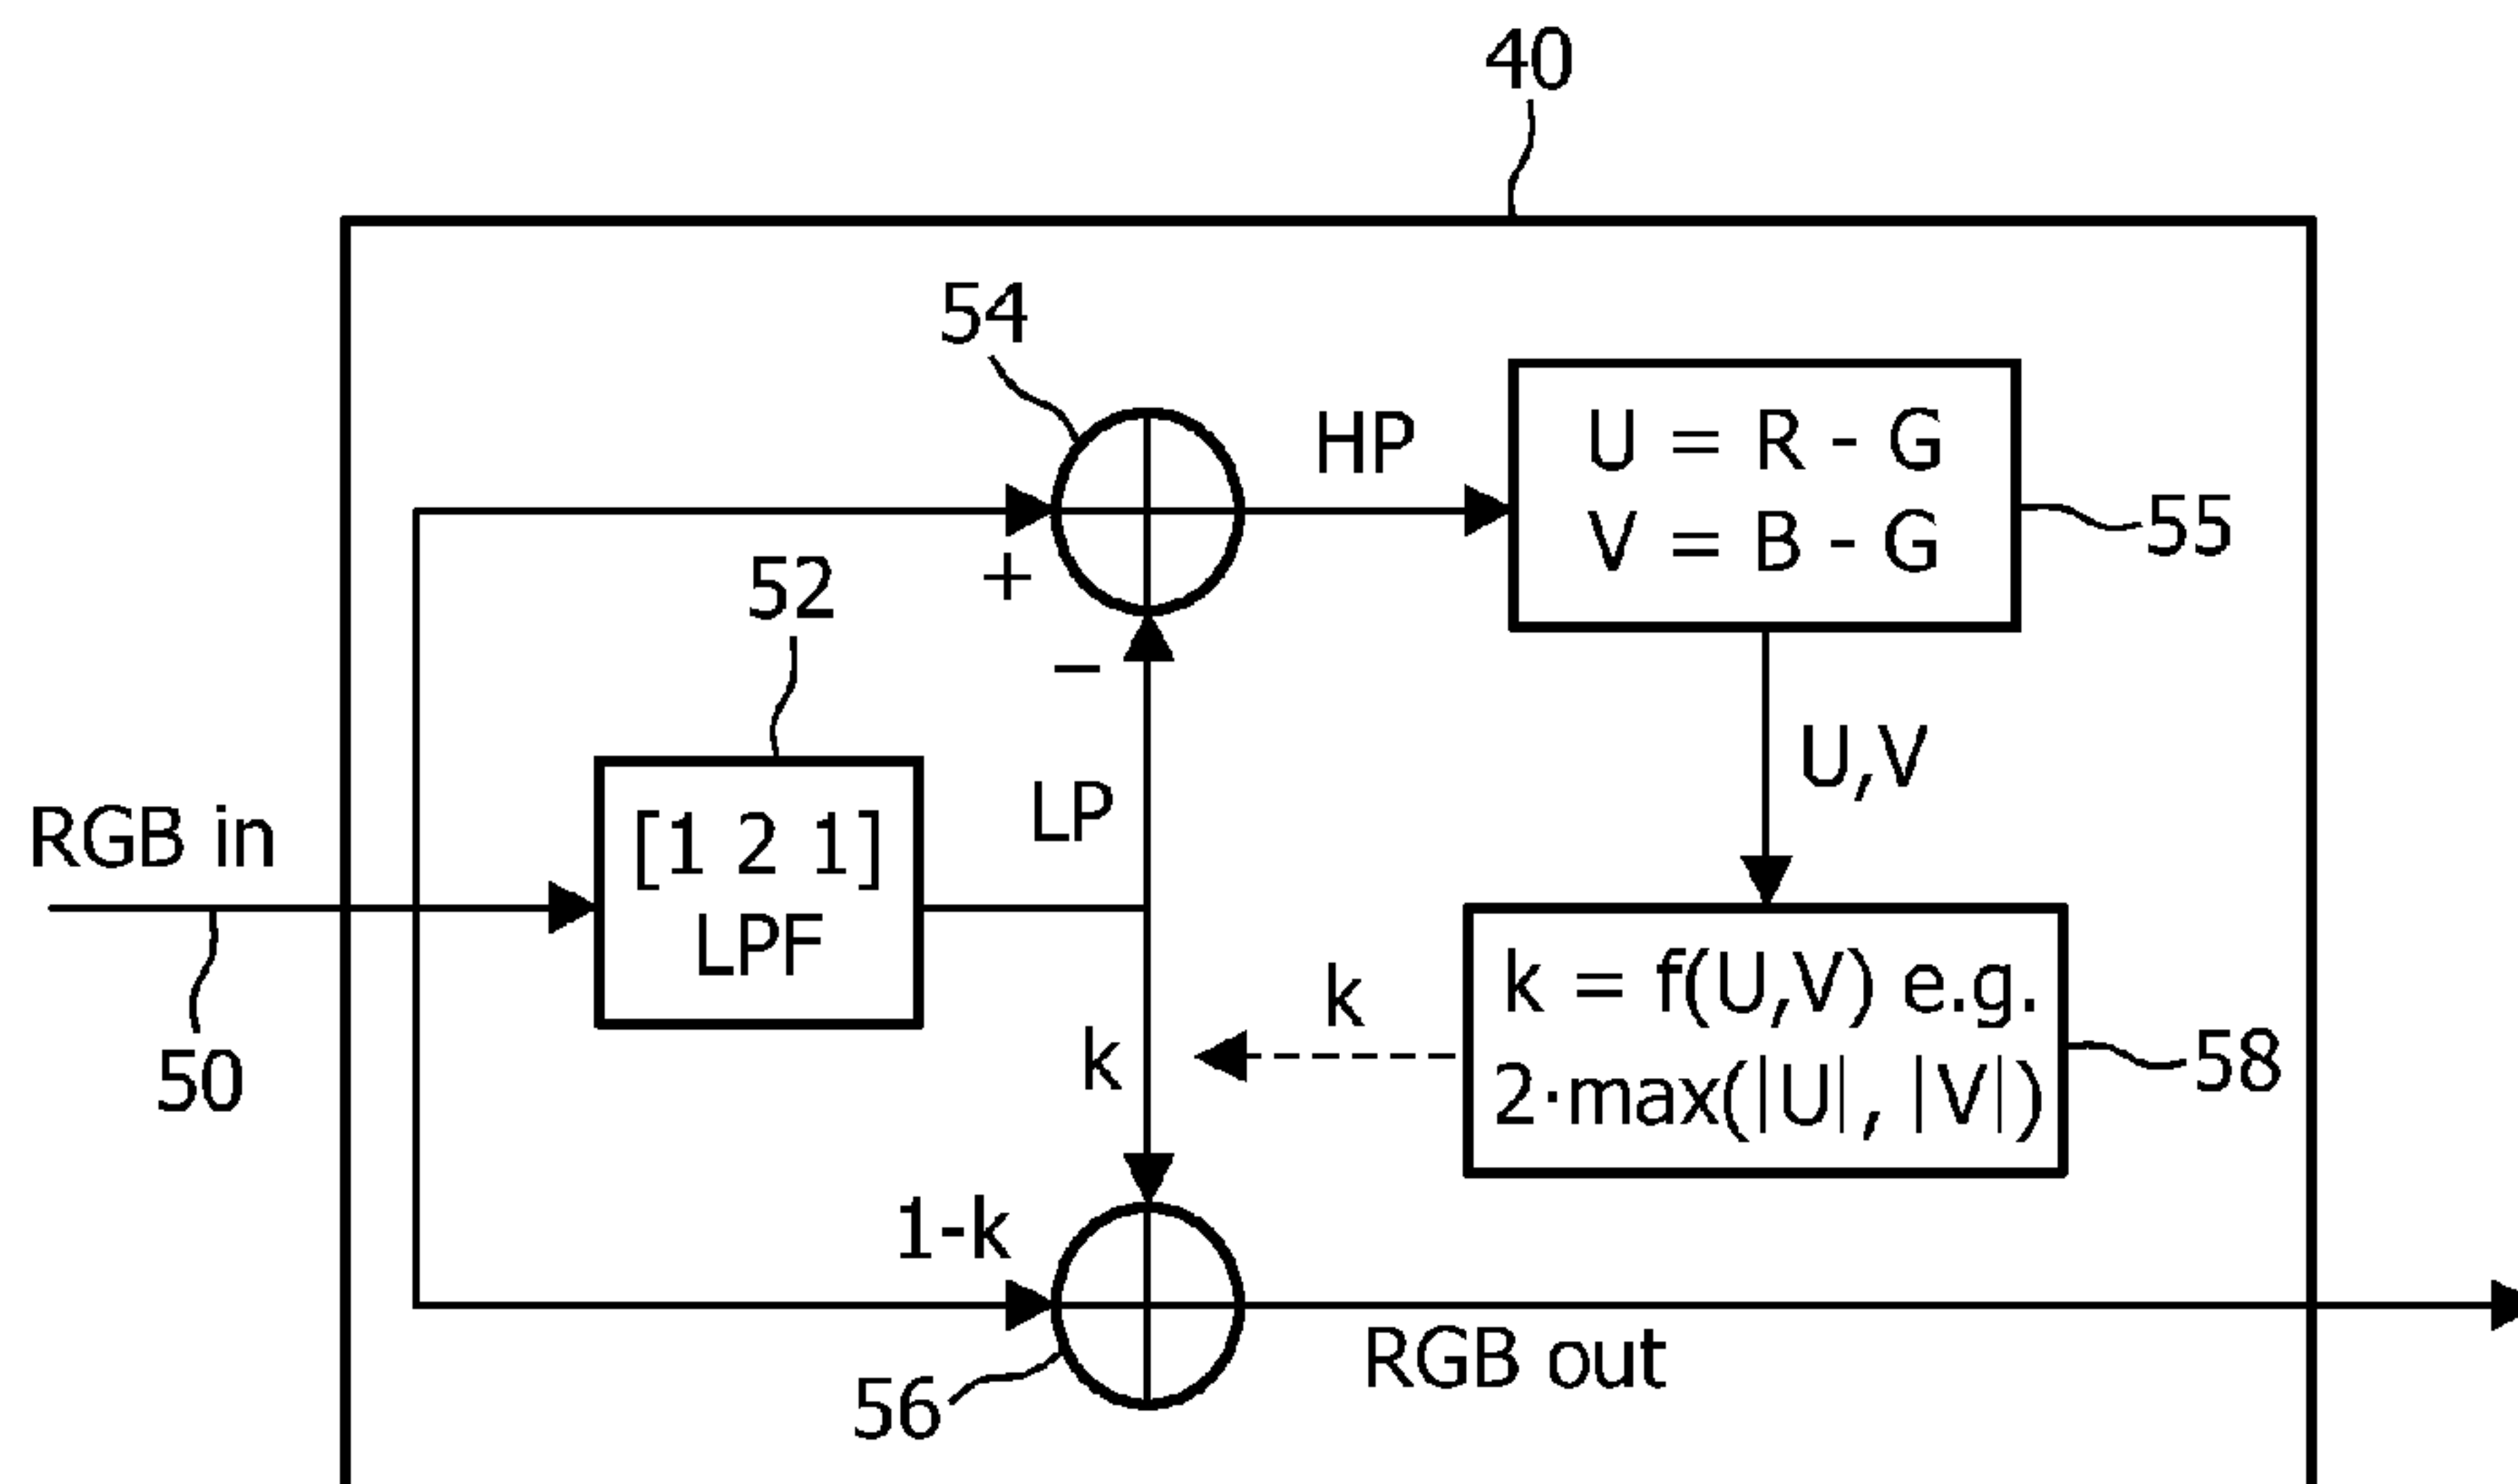 40
54
HP
U = R - G
V = B - G
55
+
52
−
U,V
LP
RGB in
[1 2 1]
LPF
k = f(U,V) e.g.
2·max(|U|, |V|)
k
k
58
50
1-k
RGB out
56